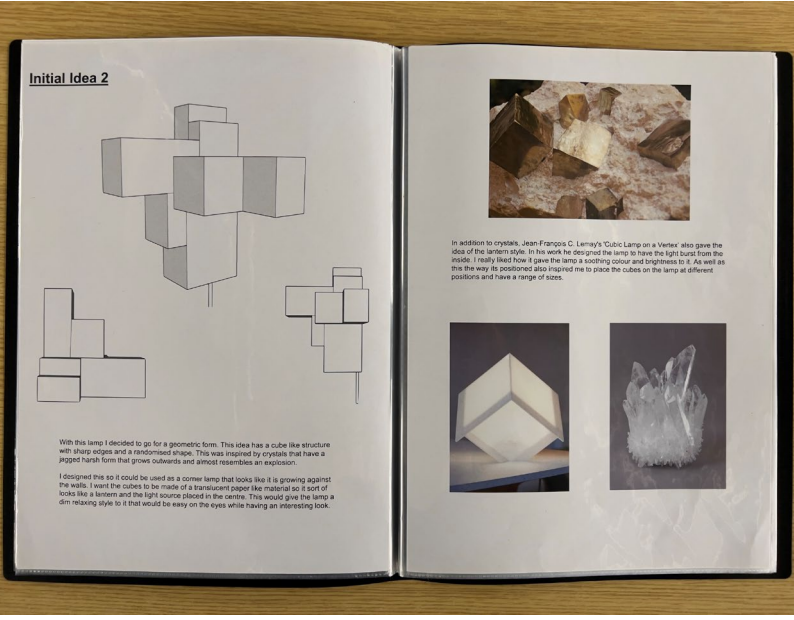 Initial Idea 2
With this lamp I decided to go for a geometric form. This idea has a cube like structure
with sharp edges and a randomised shape. This was inspired by crystals that have a
jagged harsh form that grows outwards and almost resembles an explosion.
I designed this so it could be used as a corner lamp that looks like it is growing against
the walls. I want the cubes to be made of a translucent paper like material so it sort of
looks like a lantern and the light source placed in the centre. This would give the lamp a
dim relaxing style to it that would be easy on the eyes while having an interesting look.
In addition to crystals, Jean-François C. Lemay's 'Cubic Lamp on a Vertex' also gave the
idea of the lantern style. In his work he designed the lamp to have the light burst from the
inside. I really liked how it gave the lamp a soothing colour and brightness to it. As well as
this the way its positioned also inspired me to place the cubes on the lamp at different
positions and have a range of sizes.